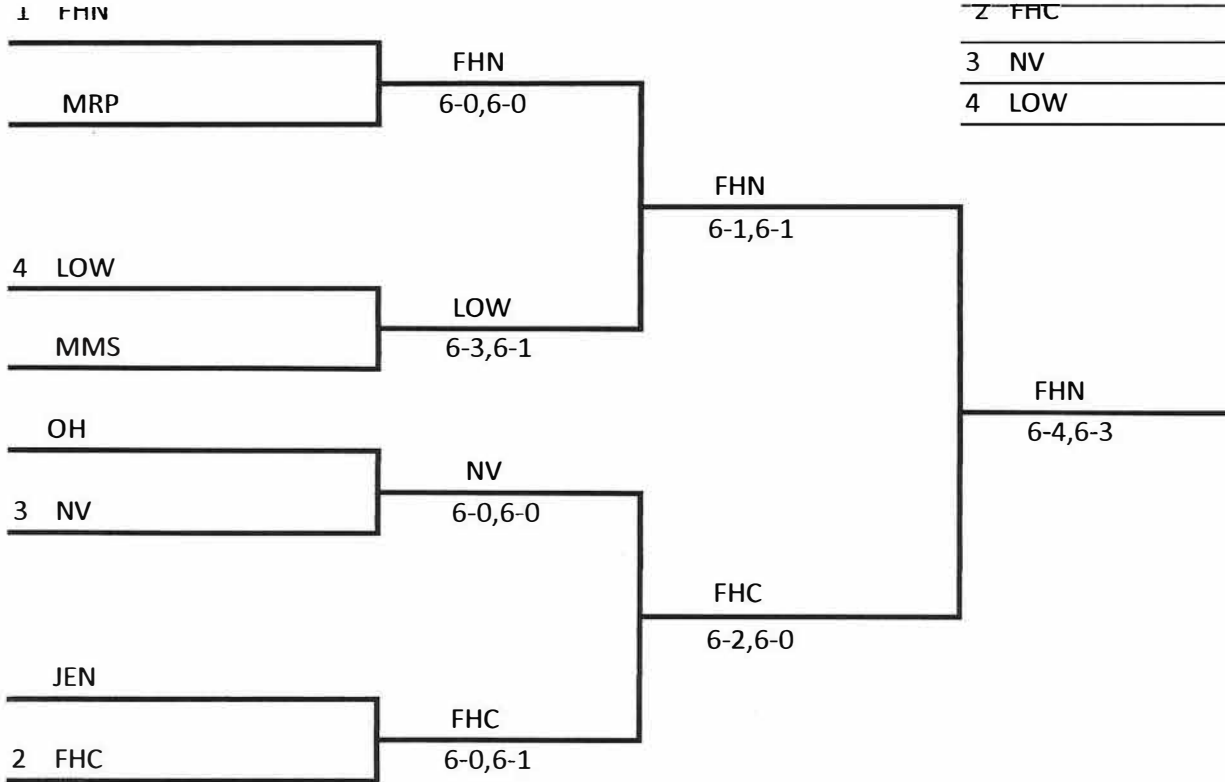 1 FHN
MRP
FHN
6-0,6-0
4 LOW
MMS
LOW
6-3,6-1
FHN
6-1,6-1
OH
3 NV
NV
6-0,6-0
JEN
2 FHC
FHC
6-0,6-1
FHC
6-2,6-0
FHN
6-4,6-3
2 FHC
3 NV
4 LOW